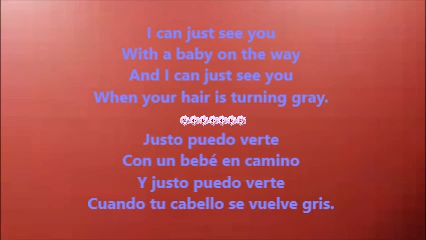 I can just see you
With a baby on the way
And I can just see you
When your hair is turning gray.
Justo puedo verte
Con un bebé en camino
Y justo puedo verte
Cuando tu cabello se vuelve gris.